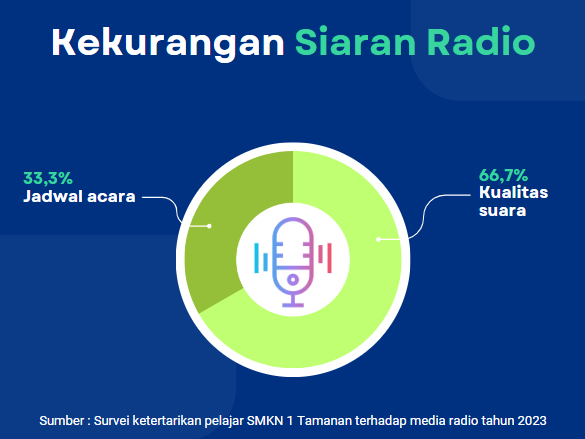 Kekurangan Siaran Radio
33,3%
Jadwal acara
66,7%
Kualitas
suara
Sumber : Survei ketertarikan pelajar SMKN 1 Tamanan terhadap media radio tahun 2023